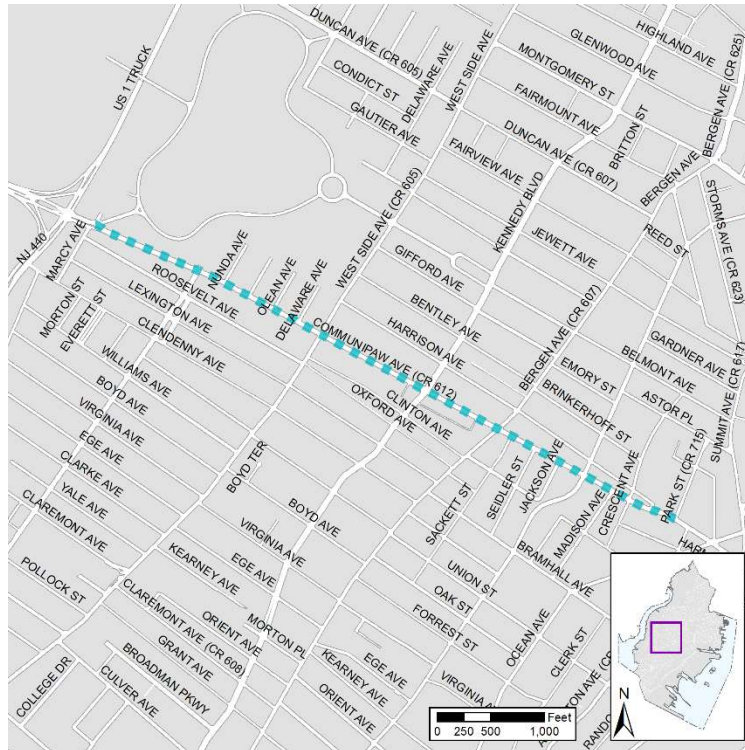 HIGHLAND AVE
DUNCAN AVE (CR 605)
GLENWOOD AVE
US 1 TRUCK
DELAWARE AVE
WEST SIDE AVE
MONTGOMERY ST
BERGEN AVE (CR 625)
CONDICT ST
FAIRMOUNT AVE
GAUTIER AVE
BRITTON ST
DUNCAN AVE (CR 607)
FAIRVIEW AVE
BERGEN AVE
WEST SIDE AVE (CR 605)
KENNEDY BLVD
STORMS AVE (CR 623)
REED ST
MARCY AVE
NJ 440
NUNDA AVE
JEWETT AVE
GIFFORD AVE
ROOSEVELT AVE
OLEAN AVE
DELAWARE AVE
BENTLEY AVE
BERGEN AVE (CR 607)
LEXINGTON AVE
MORTON ST
EVERETT ST
CLENDENNY AVE
COMMUNIPAW AVE (CR 612)
HARRISON AVE
GARDNER AVE
BELMONT AVE
SUMMIT AVE (CR 617)
EMORY ST
ASTOR PL
WILLIAMS AVE
BRINKERHOFF ST
CLINTON AVE
OXFORD AVE
BOYD AVE
VIRGINIA AVE
EGE AVE
CLARKE AVE
YALE AVE
CLAREMONT AVE
BOYD TER
PARK ST (CR 715)
JACKSON AVE
SEIDLER ST
CRESCENT AVE
SACKETT ST
MADISON AVE
BOYD AVE
VIRGINIA AVE
BRAMHALL AVE
KEARNEY AVE
EGE AVE
UNION ST
POLLOCK ST
OAK ST
CLAREMONT AVE (CR 608)
ORIENT AVE
MORTON PL
FORREST ST
OCEAN AVE
CLERK ST
GRANT AVE
KEARNEY AVE
EGE AVE
BROADMAN PKWY
VIRGINIA AVE
ORIENT AVE
COLLEGE DR
CULVER AVE
N
Feet
0 250 500 1,000